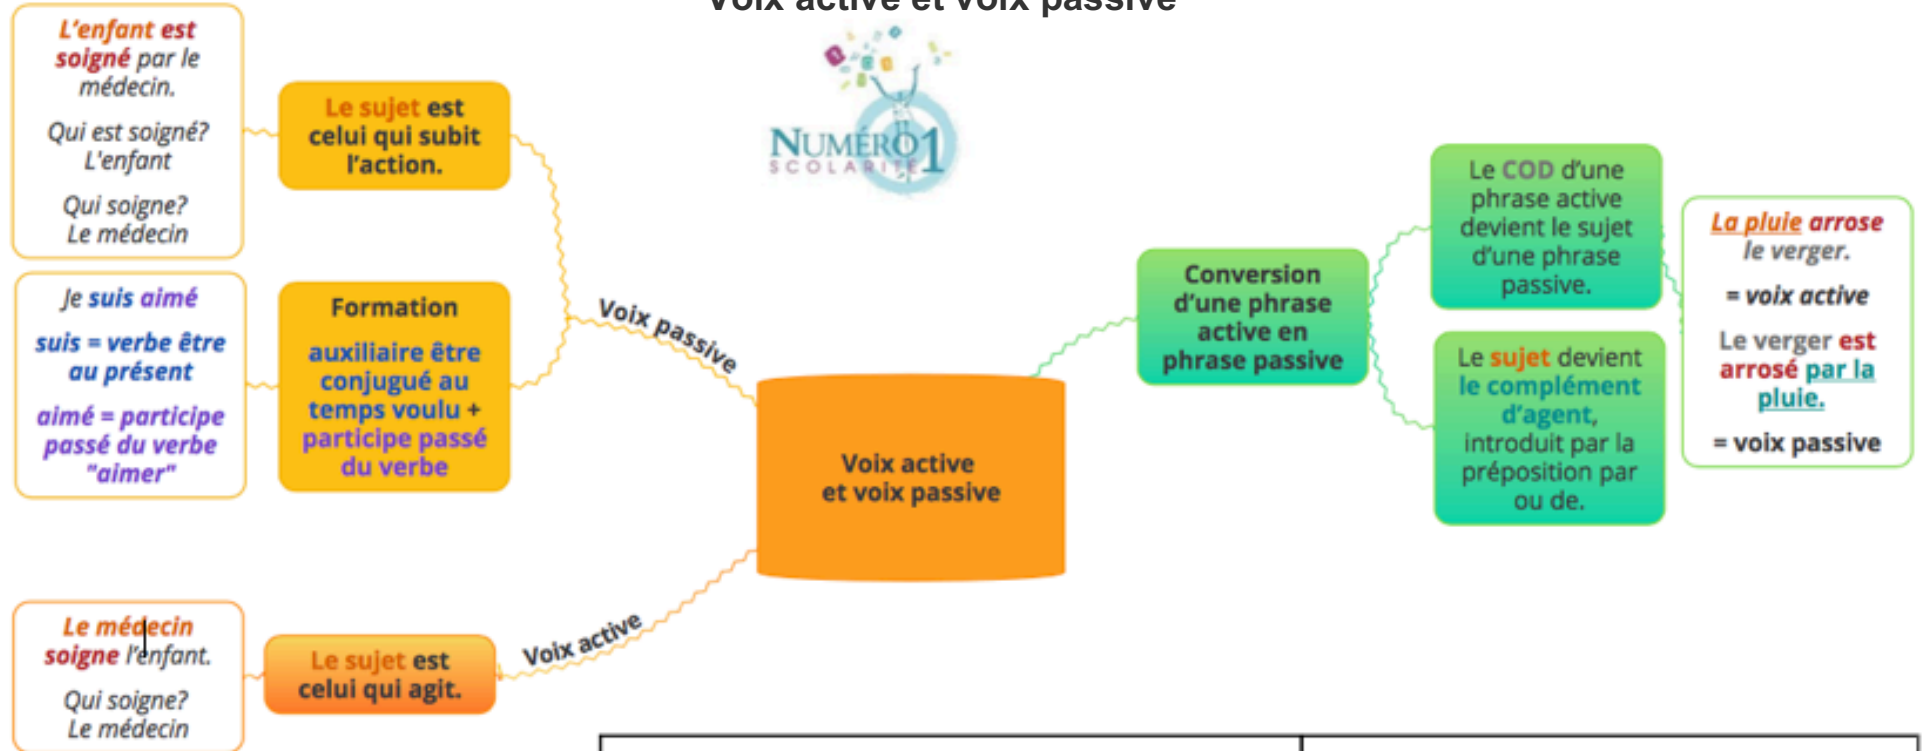 Voix active et voix passive
L'enfant est
soigné par le
médecin.
Qui est soigné?
L'enfant
Qui soigne?
Le médecin
Le sujet est
celui qui subit
l'action.
Je suis aimé
suis = verbe être
au présent
aimé = participe
passé du verbe
"aimer"
Formation
auxiliaire être
conjugué au
temps voulu +
participe passé
du verbe
Voix passive
Le médecin
soigne l'enfant.
Qui soigne?
Le médecin
Le sujet est
celui qui agit.
Voix active
NUMÉRO1
SCOLARITÉ
Voix active
et voix passive
Conversion
d'une phrase
active en
phrase passive
Le COD d'une
phrase active
devient le sujet
d'une phrase
passive.
Le sujet devient
le complément
d'agent,
introduit par la
préposition par
ou de.
La pluie arrose
le verger.
= voix active
Le verger est
arrosé par la
pluie.
= voix passive